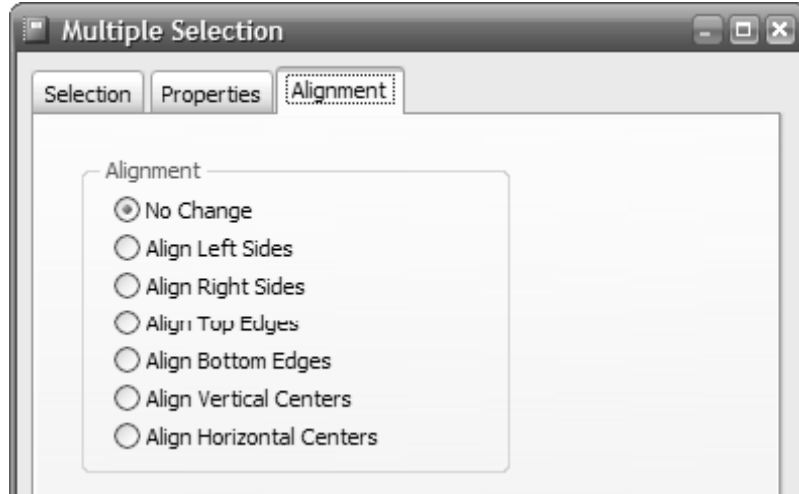 Multiple Selection
Selection Properties Alignment
Alignment
No Change
Align Left Sides
Align Right Sides
Align Top Edges
Align Bottom Edges
Align Vertical Centers
Align Horizontal Centers